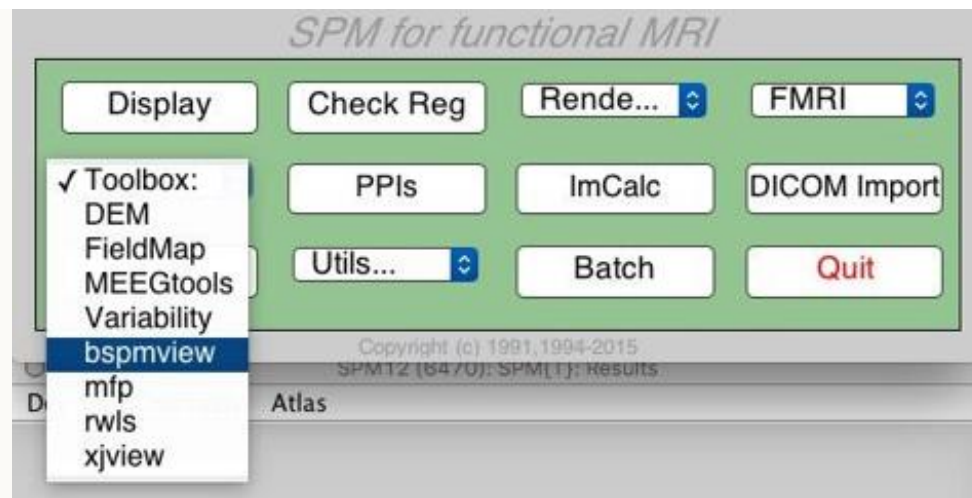 SPM for functional MRI
Display
Check Reg
Rende...
FMRI
✓ Toolbox:
DEM
FieldMap
MEEGtools
Variability
bspmview
mfp
rwls
xjview
PPIs
ImCalc
DICOM Import
Utils...
Batch
Quit
Copyright (c) 1991,1994-2015
SPM12 (6470): SPM{T}: Results
Atlas